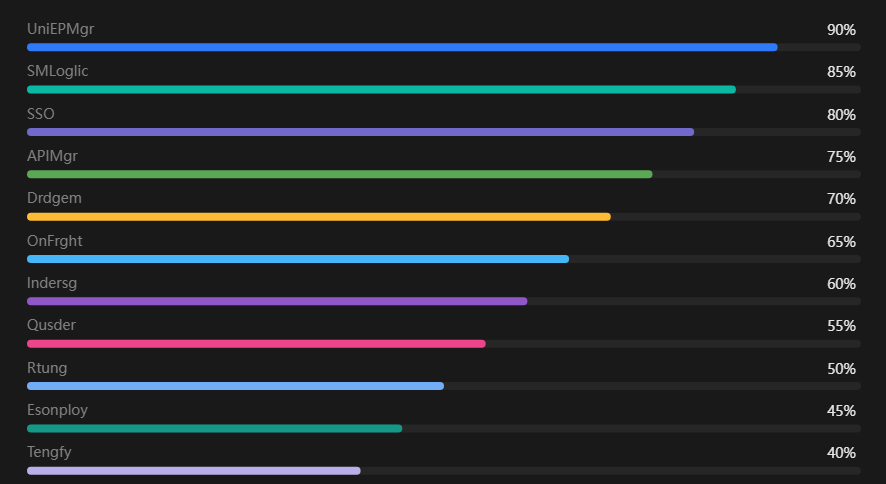 UniEPMgr 90%
SMLoglic 85%
SSO 80%
APIMgr 75%
Drdgem 70%
OnFrght 65%
Indersg 60%
Qusder 55%
Rtung 50%
Esonploy 45%
Tengfy 40%